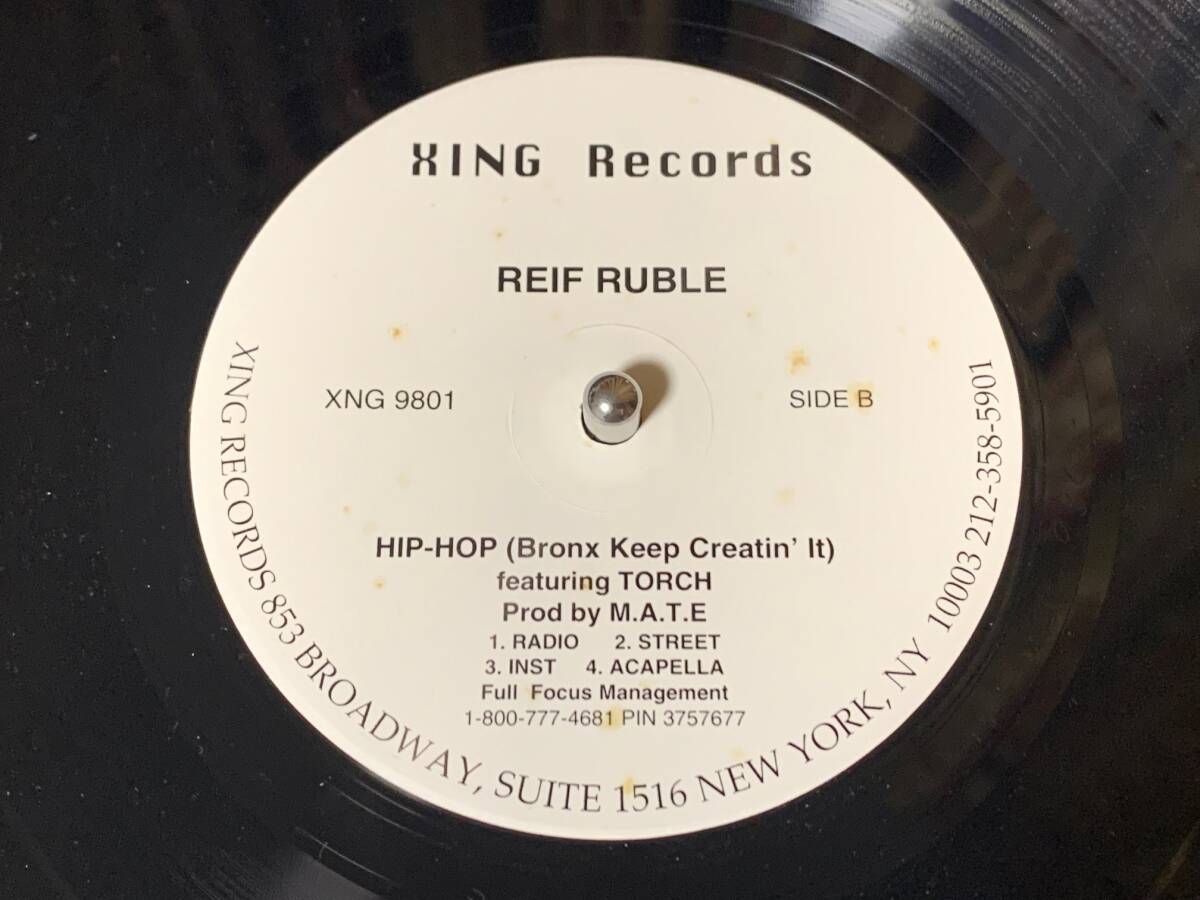 XING Records
REIF RUBLE
XNG 9801
SIDE B
HIP-HOP (Bronx Keep Creatin' It)
featuring TORCH
Prod by M.A.T.E
1. RADIO 2. STREET
3. INST 4. ACAPELLA
Full Focus Management
1-800-777-4681 PIN 3757677
XING RECORDS 853 BROADWAY, SUITE 1516 NEW YORK, NY 10003 212-358-5901